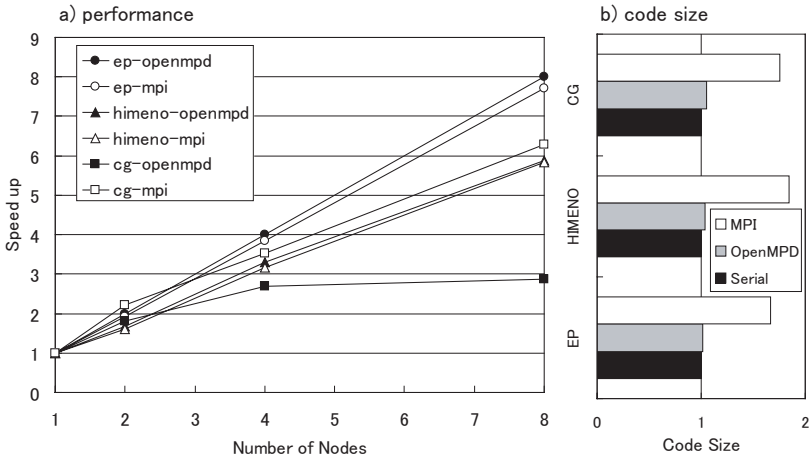 a) performance
9
8
7
6
5
4
3
2
1
0
Speed up
ep-openmpd
ep-mpi
himeno-openmpd
himeno-mpi
cg-openmpd
cg-mpi
1 2 3 4 5 6 7 8
Number of Nodes
b) code size
CG
HIMENO
EP
MPI
OpenMPD
Serial
0 1 2
Code Size